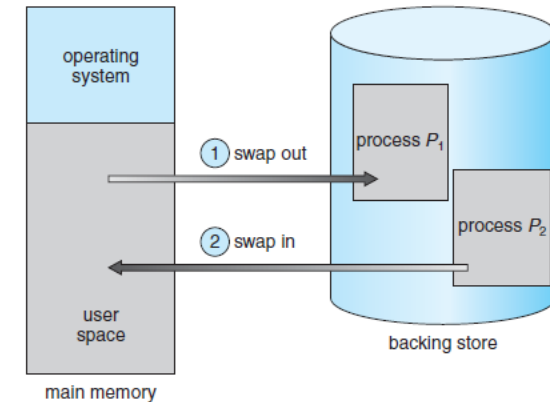 operating
system
1 swap out
process P1
2 swap in
process P2
user
space
backing store
main memory